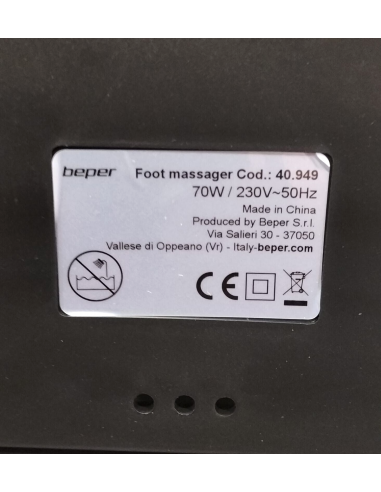 beper Foot massager Cod.: 40.949
70W / 230V~50Hz
Made in China
Produced by Beper S.r.l.
Via Salieri 30 - 37050
Vallese di Oppeano (Vr) - Italy-beper.com
CE